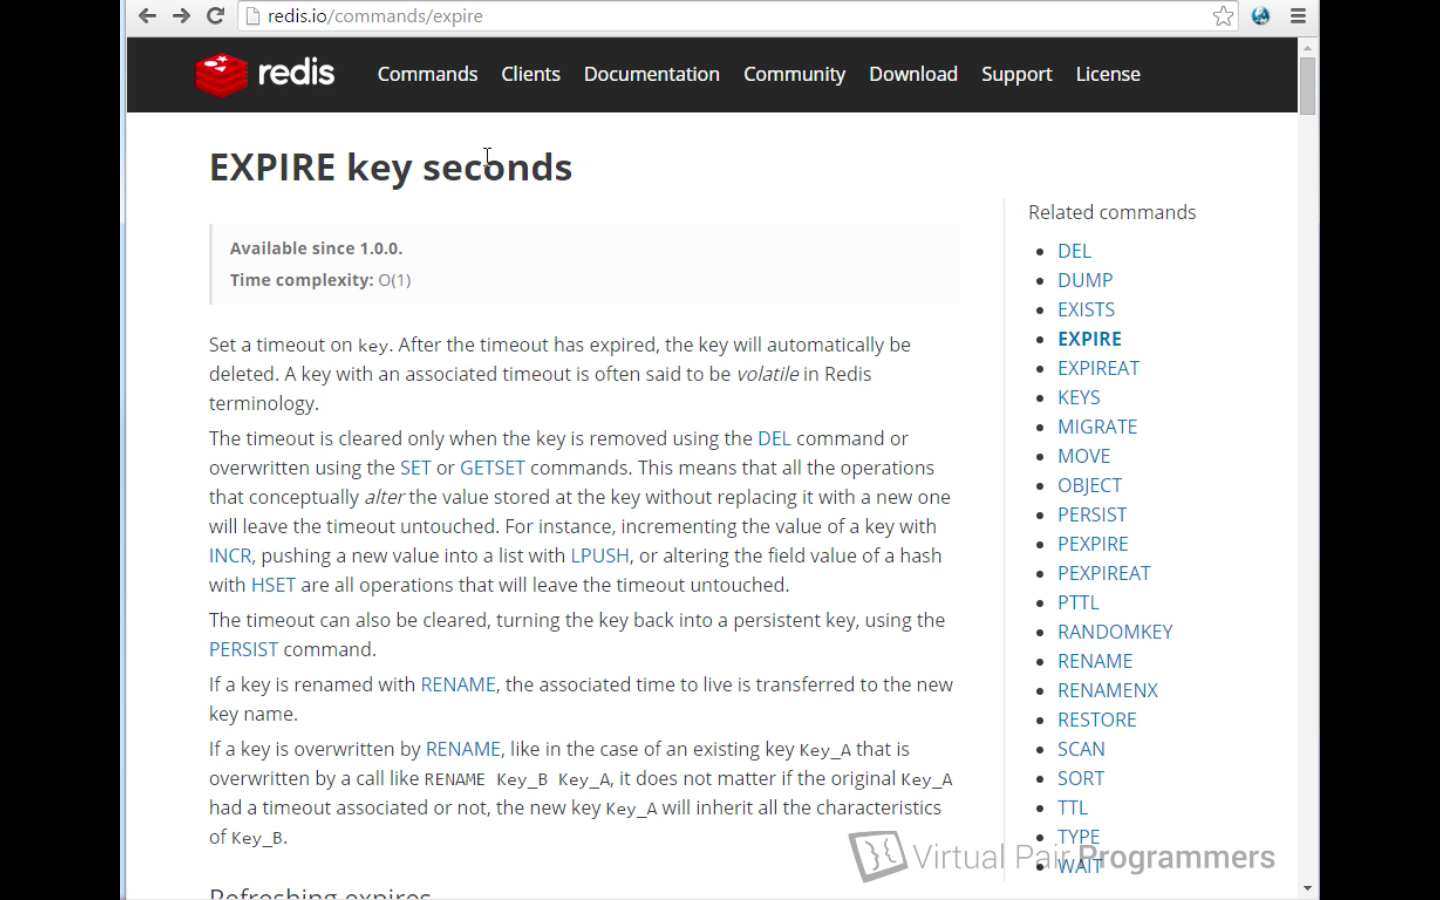 redis.io/commands/expire
redis Commands Clients Documentation Community Download Support License
EXPIRE key seconds
Available since 1.0.0.
Time complexity: O(1)
Set a timeout on key. After the timeout has expired, the key will automatically be
deleted. A key with an associated timeout is often said to be volatile in Redis
terminology.
The timeout is cleared only when the key is removed using the DEL command or
overwritten using the SET or GETSET commands. This means that all the operations
that conceptually alter the value stored at the key without replacing it with a new one
will leave the timeout untouched. For instance, incrementing the value of a key with
INCR, pushing a new value into a list with LPUSH, or altering the field value of a hash
with HSET are all operations that will leave the timeout untouched.
The timeout can also be cleared, turning the key back into a persistent key, using the
PERSIST command.
If a key is renamed with RENAME, the associated time to live is transferred to the new
key name.
If a key is overwritten by RENAME, like in the case of an existing key Key_A that is
overwritten by a call like RENAME Key_B Key_A, it does not matter if the original Key_A
had a timeout associated or not, the new key Key_A will inherit all the characteristics
of Key_B.
Refreshing expires
Related commands
DEL
DUMP
EXISTS
EXPIRE
EXPIREAT
KEYS
MIGRATE
MOVE
OBJECT
PERSIST
PEXPIRE
PEXPIREAT
PTTL
RANDOMKEY
RENAME
RENAMENX
RESTORE
SCAN
SORT
TTL
TYPE
WAIT
Virtual Pair Programmers